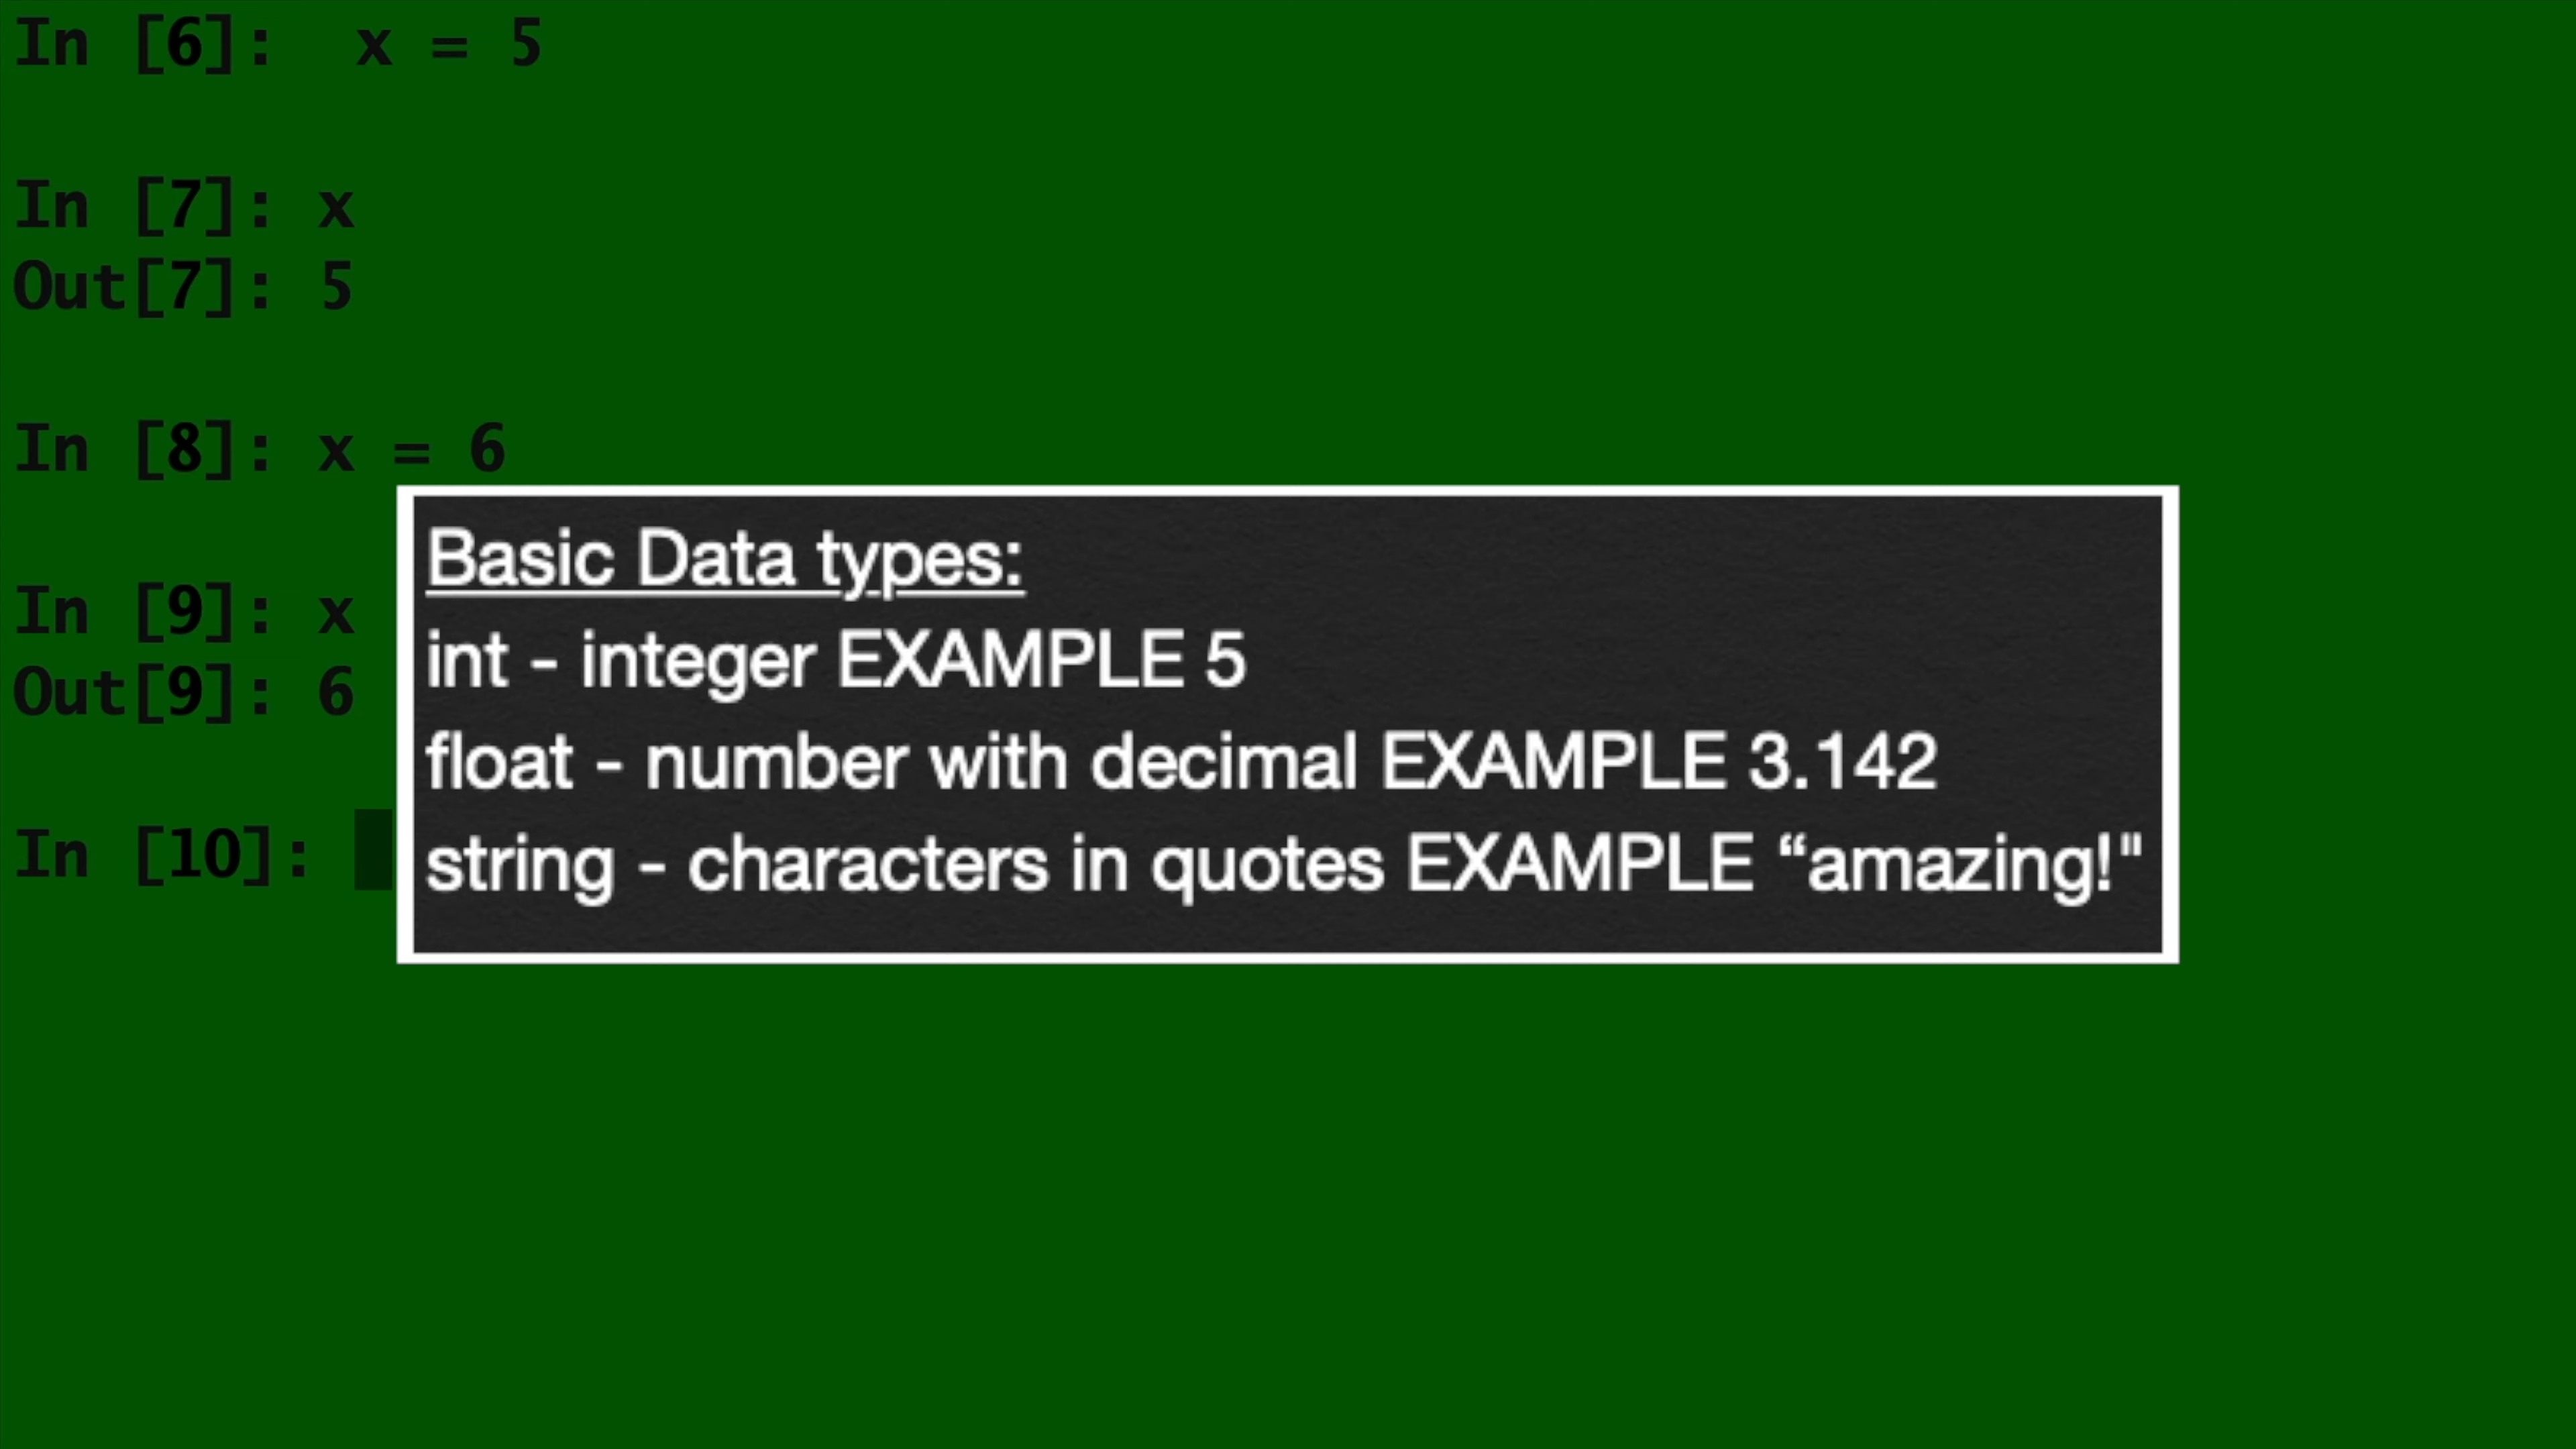 In [6]:  x = 5
In [7]: x
Out[7]: 5
In [8]: x = 6
In [9]: x
Out[9]: 6
In [10]:
Basic Data types:
int - integer EXAMPLE 5
float - number with decimal EXAMPLE 3.142
string - characters in quotes EXAMPLE “amazing!"